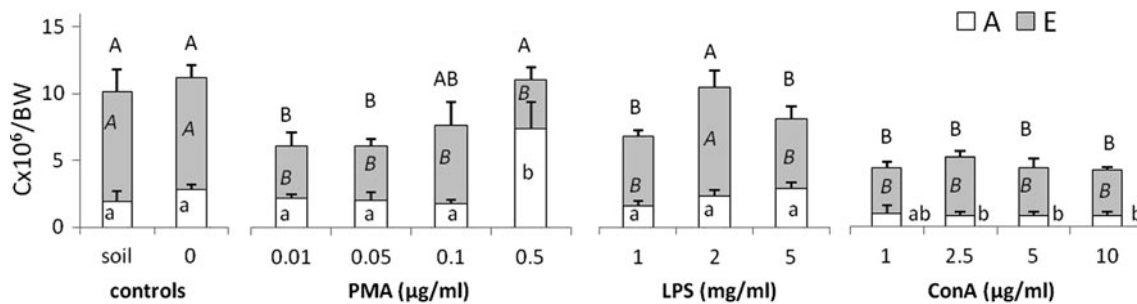 15
A E
A A A A
AB B
B B B
10
B B B B
A A B B A B B B B B B B
5
b
a a a a a a a a ab b b b
0
soil 0 0.01 0.05 0.1 0.5 1 2 5 1 2.5 5 10
controls PMA (µg/ml) LPS (mg/ml) ConA (µg/ml)
Cx10⁶/BW